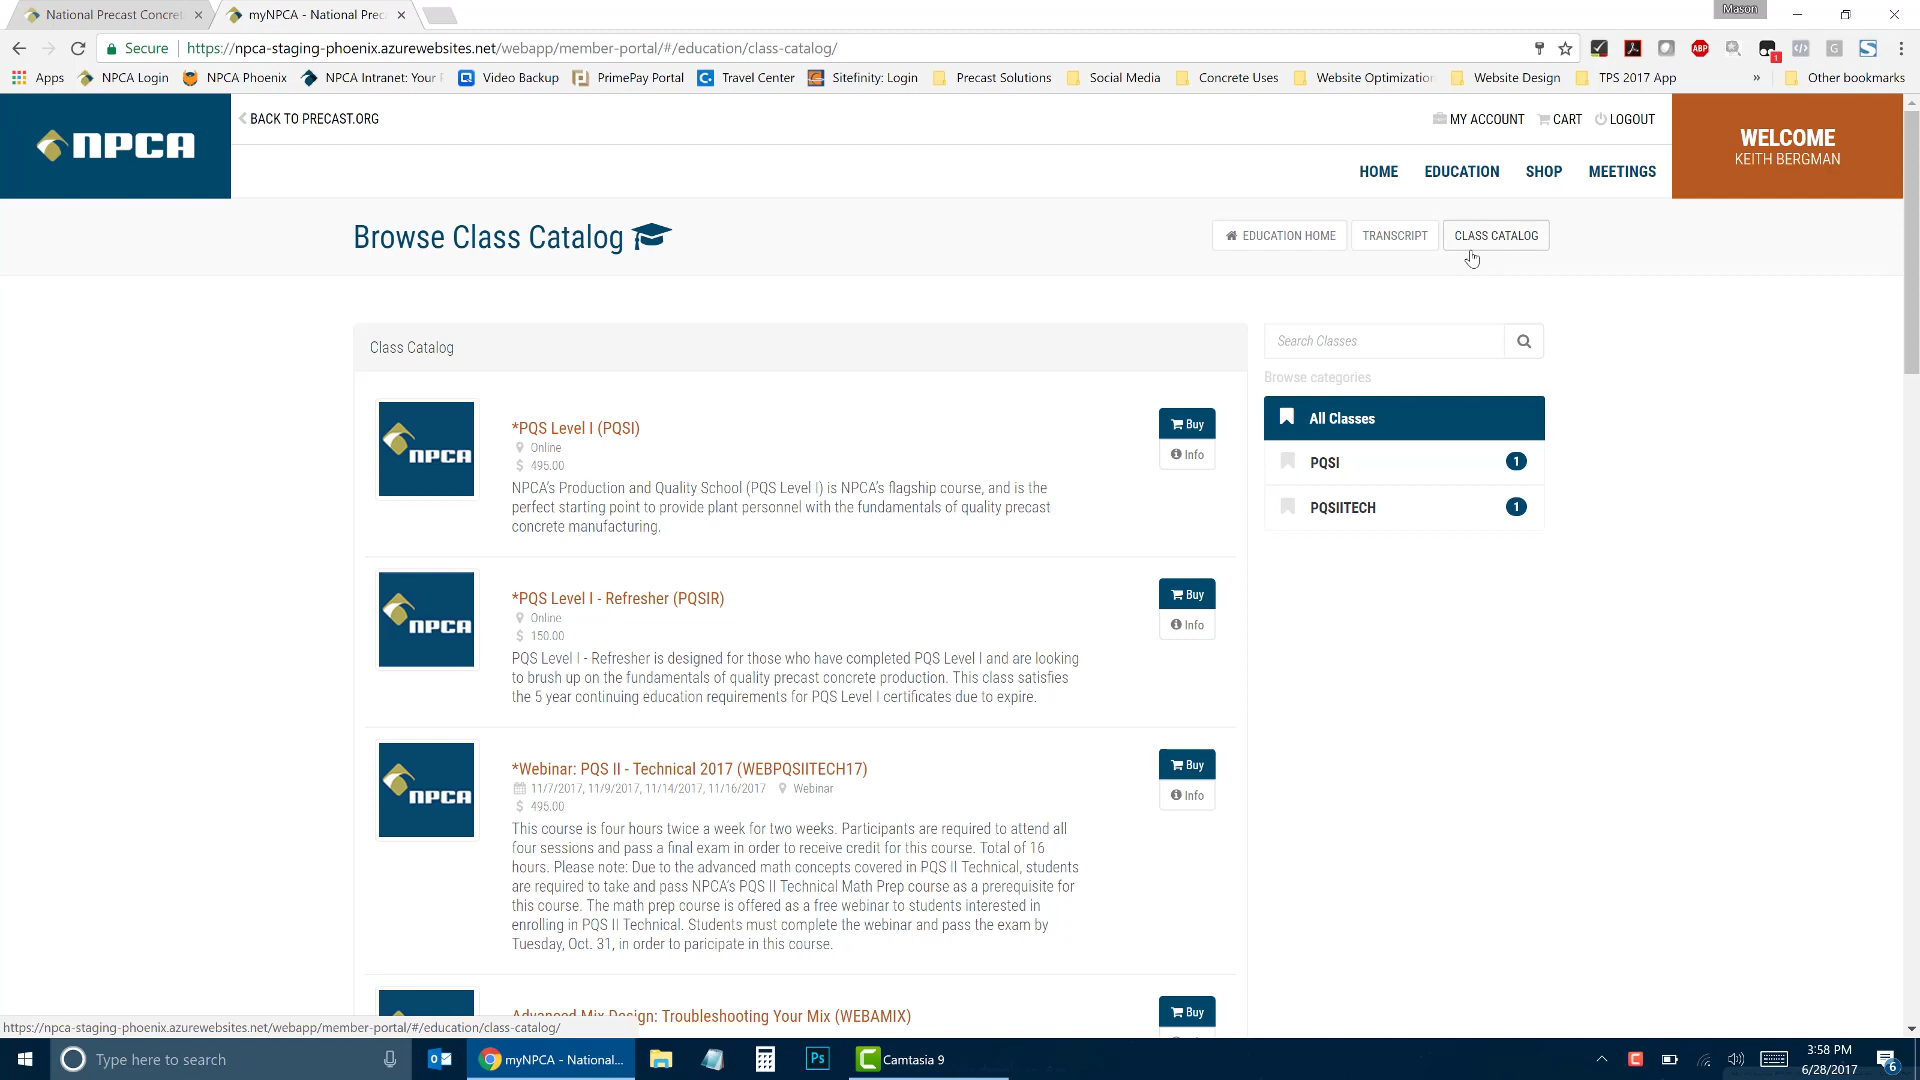 National Precast Concre
myNPCA - National Prec
Mason
Secure
https://npca-staging-phoenix.azurewebsites.net/webapp/member-portal/#/education/class-catalog/
Apps
NPCA Login
NPCA Phoenix
NPCA Intranet: Your
Video Backup
PrimePay Portal
Travel Center
Sitefinity: Login
Precast Solutions
Social Media
Concrete Uses
Website Optimization
Website Design
TPS 2017 App
»
Other bookmarks
NPCA
BACK TO PRECAST.ORG
MY ACCOUNT
CART
LOGOUT
WELCOME
KEITH BERGMAN
HOME
EDUCATION
SHOP
MEETINGS
Browse Class Catalog
EDUCATION HOME
TRANSCRIPT
CLASS CATALOG
Class Catalog
Search Classes
Browse categories
All Classes
PQSI 1
PQSIITECH 1
NPCA
*PQS Level I (PQSI)
Online
$ 495.00
NPCA's Production and Quality School (PQS Level I) is NPCA's flagship course, and is the
perfect starting point to provide plant personnel with the fundamentals of quality precast
concrete manufacturing.
Buy
Info
NPCA
*PQS Level I - Refresher (PQSIR)
Online
$ 150.00
PQS Level I - Refresher is designed for those who have completed PQS Level I and are looking
to brush up on the fundamentals of quality precast concrete production. This class satisfies
the 5 year continuing education requirements for PQS Level I certificates due to expire.
Buy
Info
NPCA
*Webinar: PQS II - Technical 2017 (WEBPQSIITECH17)
11/7/2017, 11/9/2017, 11/14/2017, 11/16/2017 Webinar
$ 495.00
This course is four hours twice a week for two weeks. Participants are required to attend all
four sessions and pass a final exam in order to receive credit for this course. Total of 16
hours. Please note: Due to the advanced math concepts covered in PQS II Technical, students
are required to take and pass NPCA's PQS II Technical Math Prep course as a prerequisite for
this course. The math prep course is offered as a free webinar to students interested in
enrolling in PQS II Technical. Students must complete the webinar and pass the exam by
Tuesday, Oct. 31, in order to paricipate in this course.
Buy
Info
Advanced Mix Design: Troubleshooting Your Mix (WEBAMIX)
Buy
https://npca-staging-phoenix.azurewebsites.net/webapp/member-portal/#/education/class-catalog/
Type here to search
myNPCA - National...
Ps
Camtasia 9
3:58 PM
6/28/2017
6